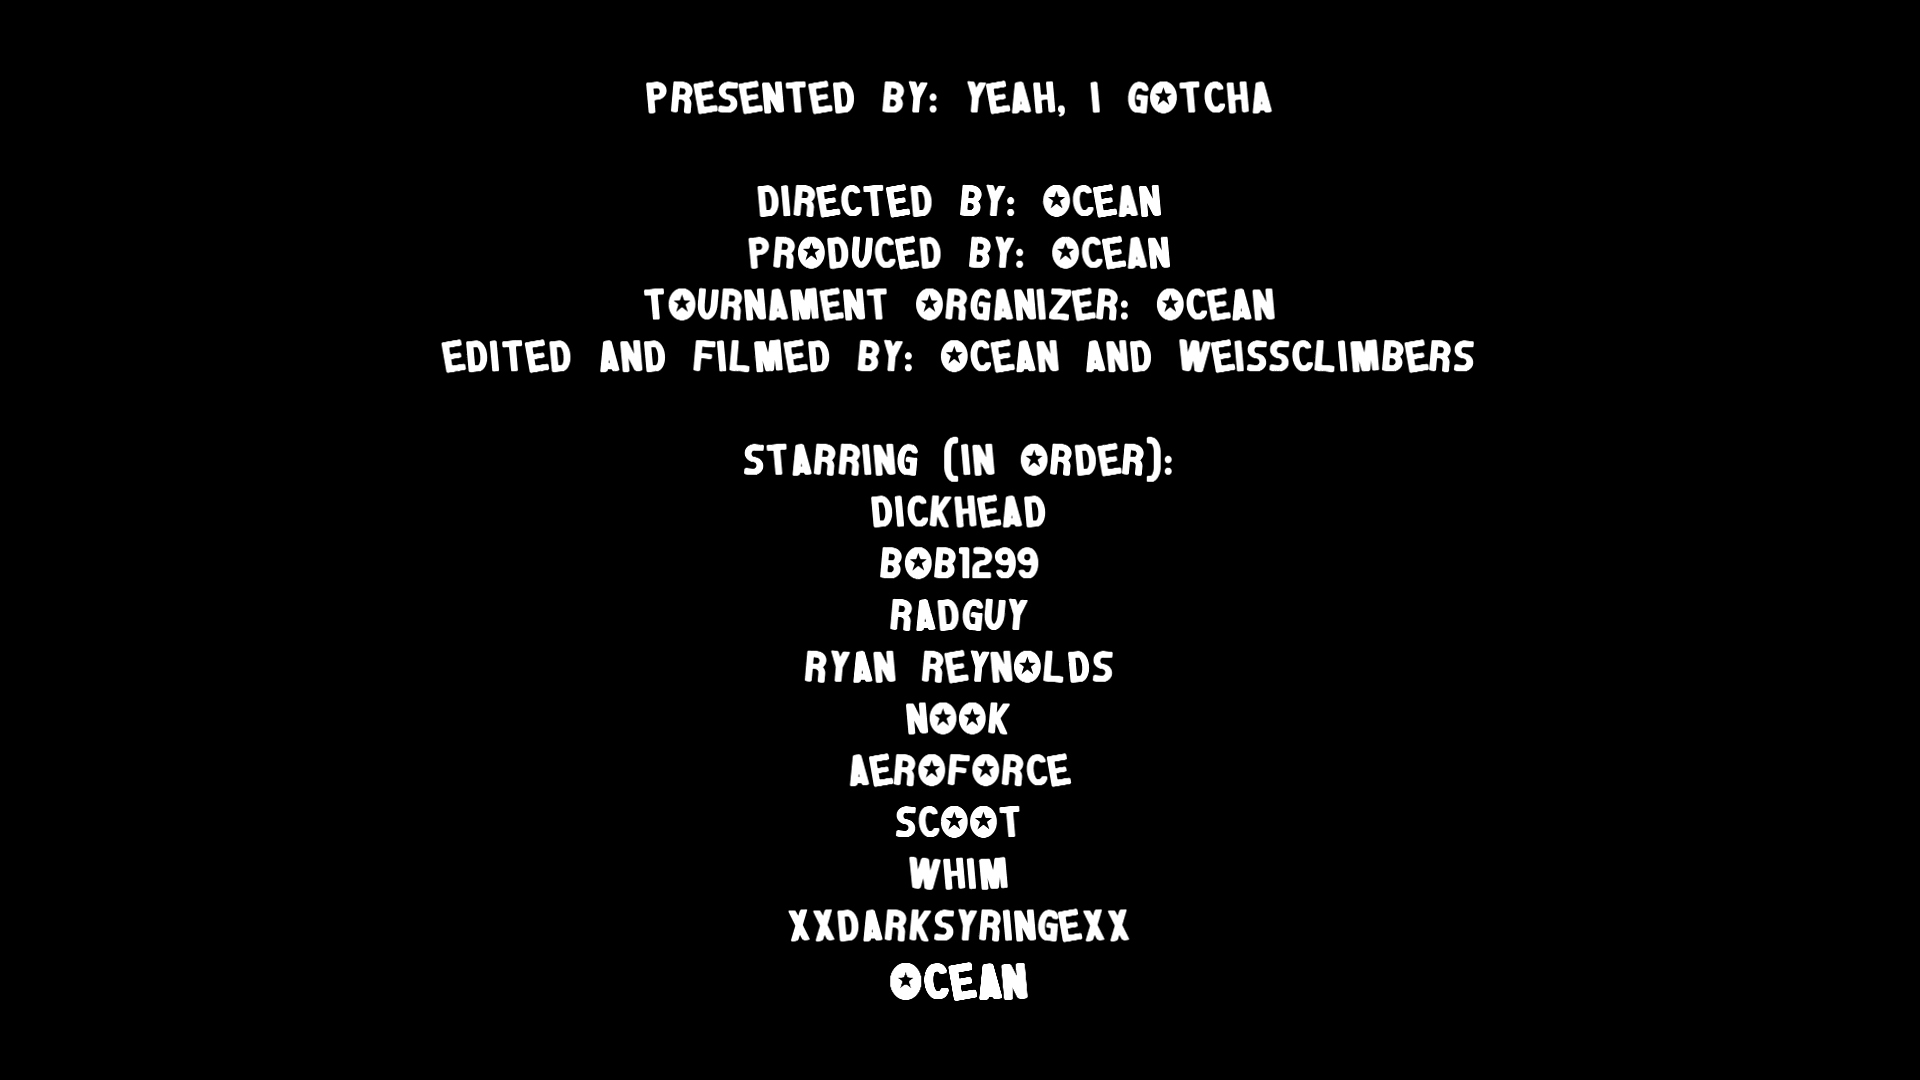 PRESENTED BY: YEAH, I GOTCHA
DIRECTED BY: OCEAN
PRODUCED BY: OCEAN
TOURNAMENT ORGANIZER: OCEAN
EDITED AND FILMED BY: OCEAN AND WEISSCLIMBERS
STARRING (IN ORDER):
DICKHEAD
BOB1299
RADGUY
RYAN REYNOLDS
NOOK
AEROFORCE
SCOOT
WHIM
XXDARKSYRINGEXX
OCEAN